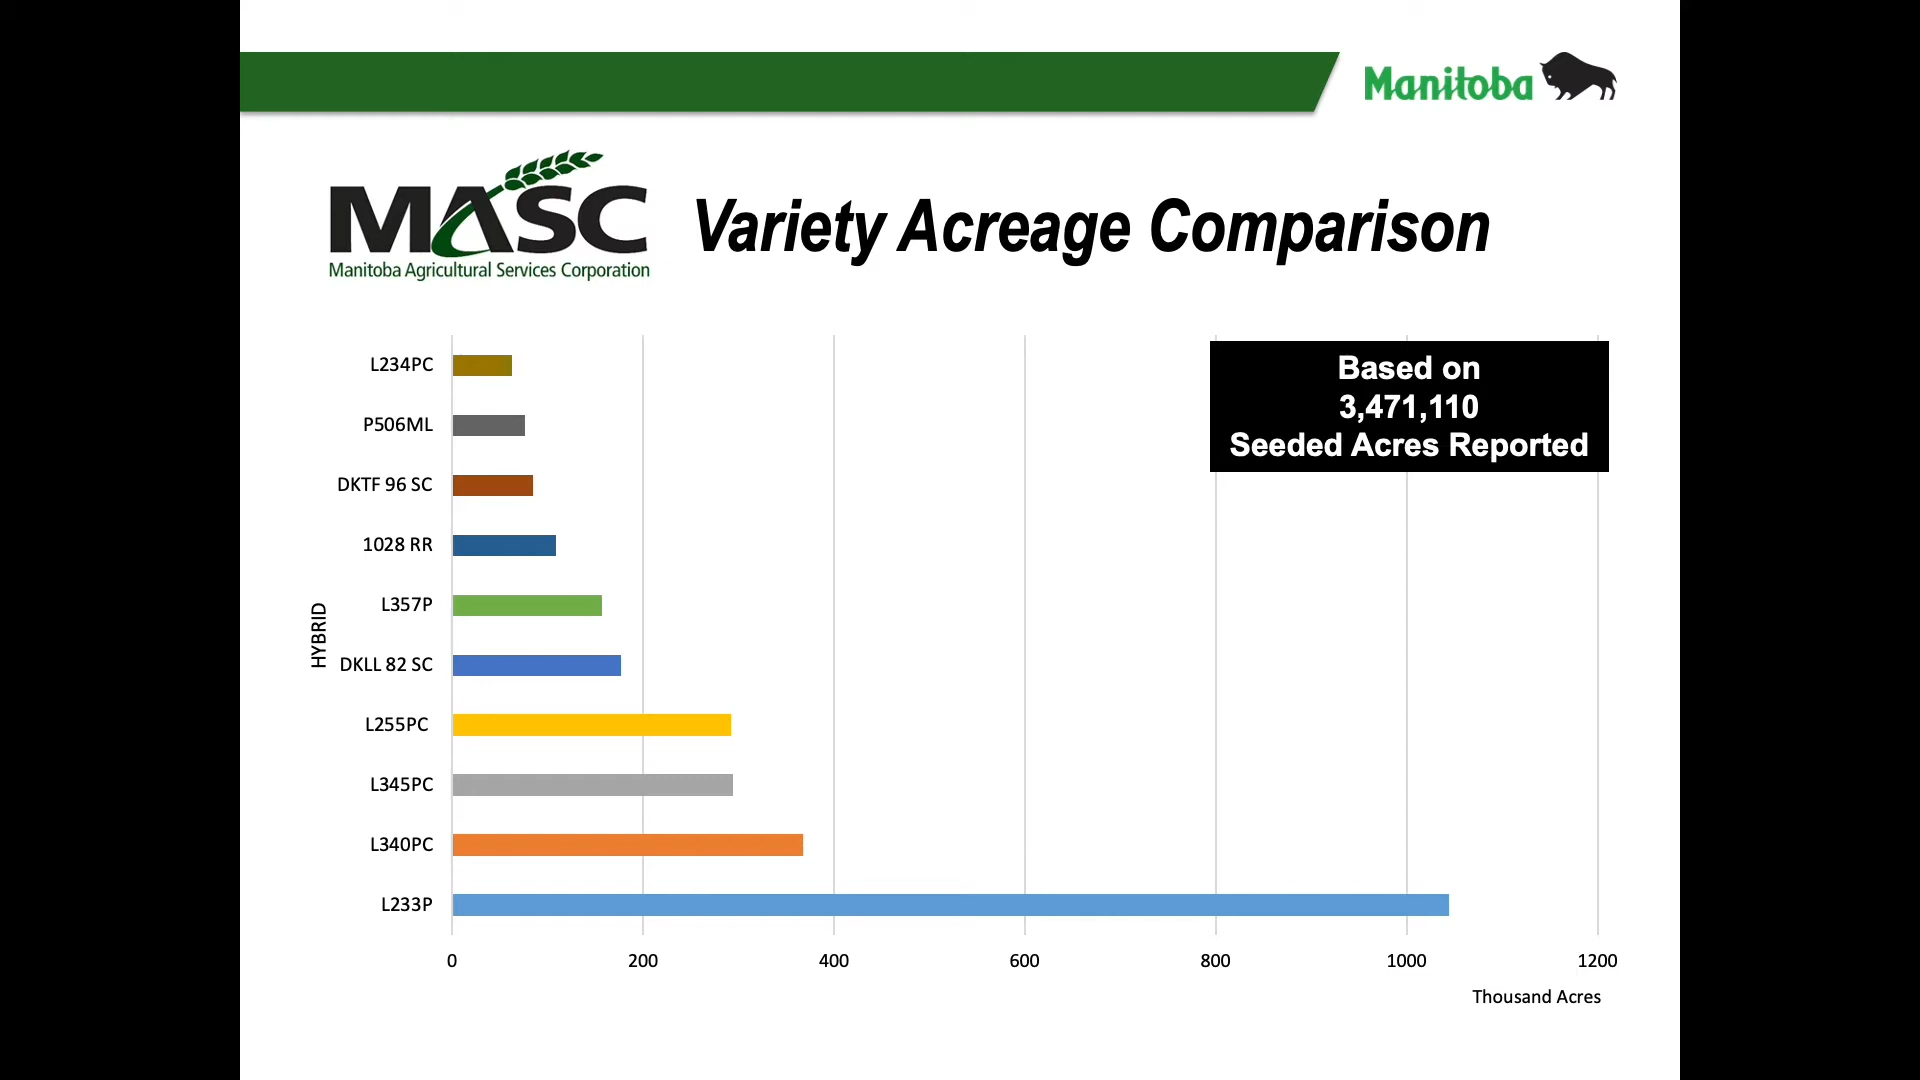 Manitoba
MASC
Manitoba Agricultural Services Corporation
Variety Acreage Comparison
Based on
3,471,110
Seeded Acres Reported
HYBRID
L234PC
P506ML
DKTF 96 SC
1028 RR
L357P
DKLL 82 SC
L255PC
L345PC
L340PC
L233P
0 200 400 600 800 1000 1200
Thousand Acres